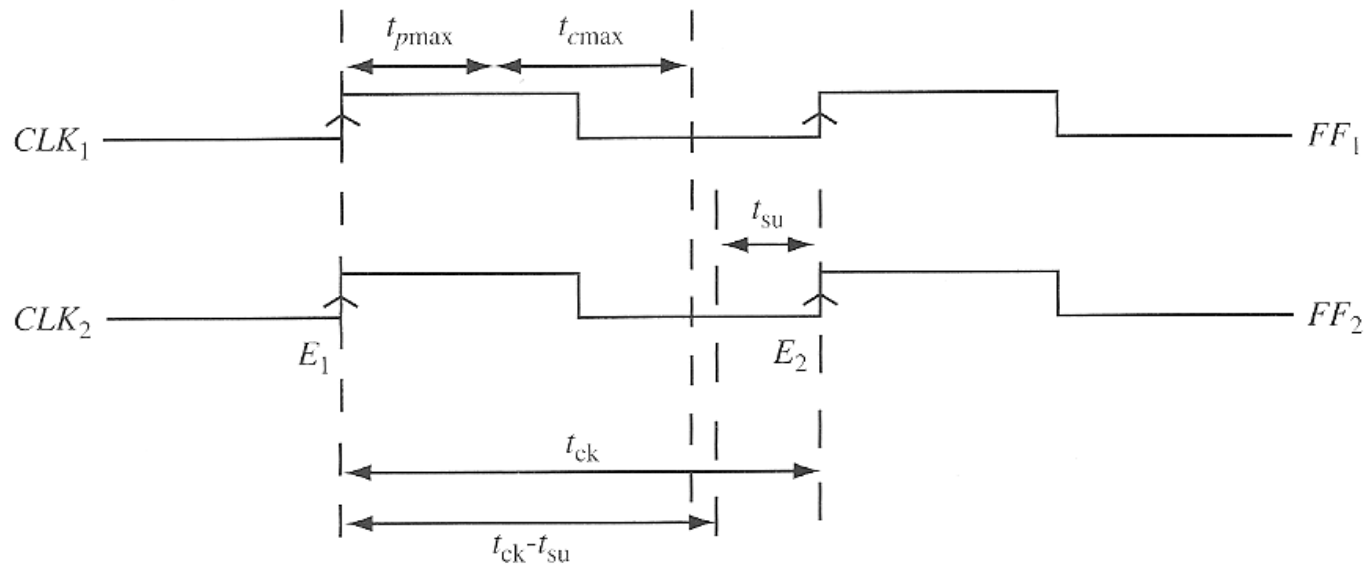 t_pmax t_cmax
CLK_1 FF_1
t_su
CLK_2 FF_2
E_1 E_2
t_ck
t_ck-t_su